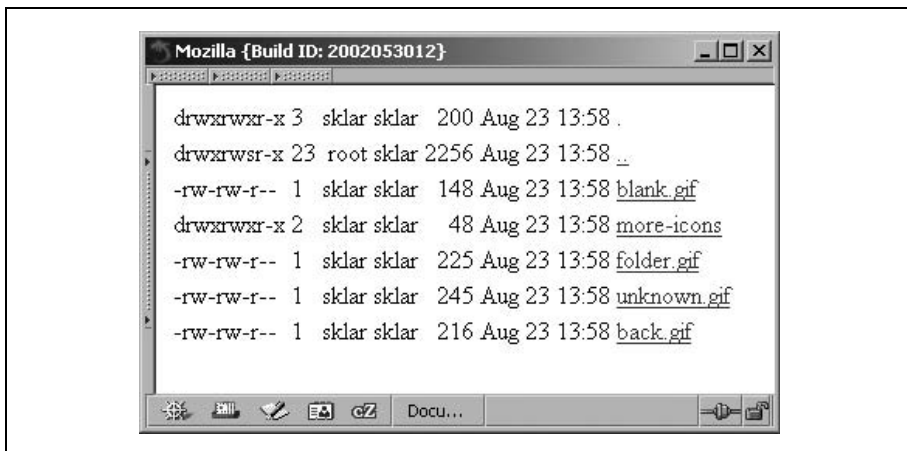 Mozilla {Build ID: 2002053012}
drwxrwxr-x 3 sklar sklar 200 Aug 23 13:58 .
drwxrwsr-x 23 root sklar 2256 Aug 23 13:58 ..
-rw-rw-r-- 1 sklar sklar 148 Aug 23 13:58 blank.gif
drwxrwxr-x 2 sklar sklar 48 Aug 23 13:58 more-icons
-rw-rw-r-- 1 sklar sklar 225 Aug 23 13:58 folder.gif
-rw-rw-r-- 1 sklar sklar 245 Aug 23 13:58 unknown.gif
-rw-rw-r-- 1 sklar sklar 216 Aug 23 13:58 back.gif
cZ Docu...